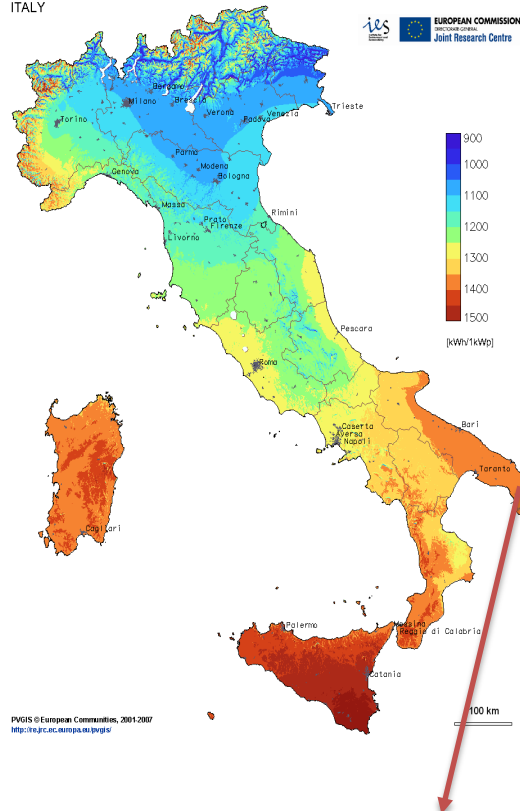 ITALY
ies
EUROPEAN COMMISSION
DIRECTORATE-GENERAL
Joint Research Centre
Bergamo
Milano
Brescia
Trieste
Verona
Venezia
Torino
Padova
Parma
Modena
Genova
Bologna
Massa
Rimini
Prato
Firenze
Livorno
900
1000
1100
1200
1300
1400
1500
[kWh/1kWp]
Pescara
Roma
Caserta
Aversa
Napoli
Bari
Taranto
Cagliari
Palermo
Messina
Reggio di Calabria
Catania
100 km
PVGIS © European Communities, 2001-2007
http://re.jrc.ec.europa.eu/pvgis/